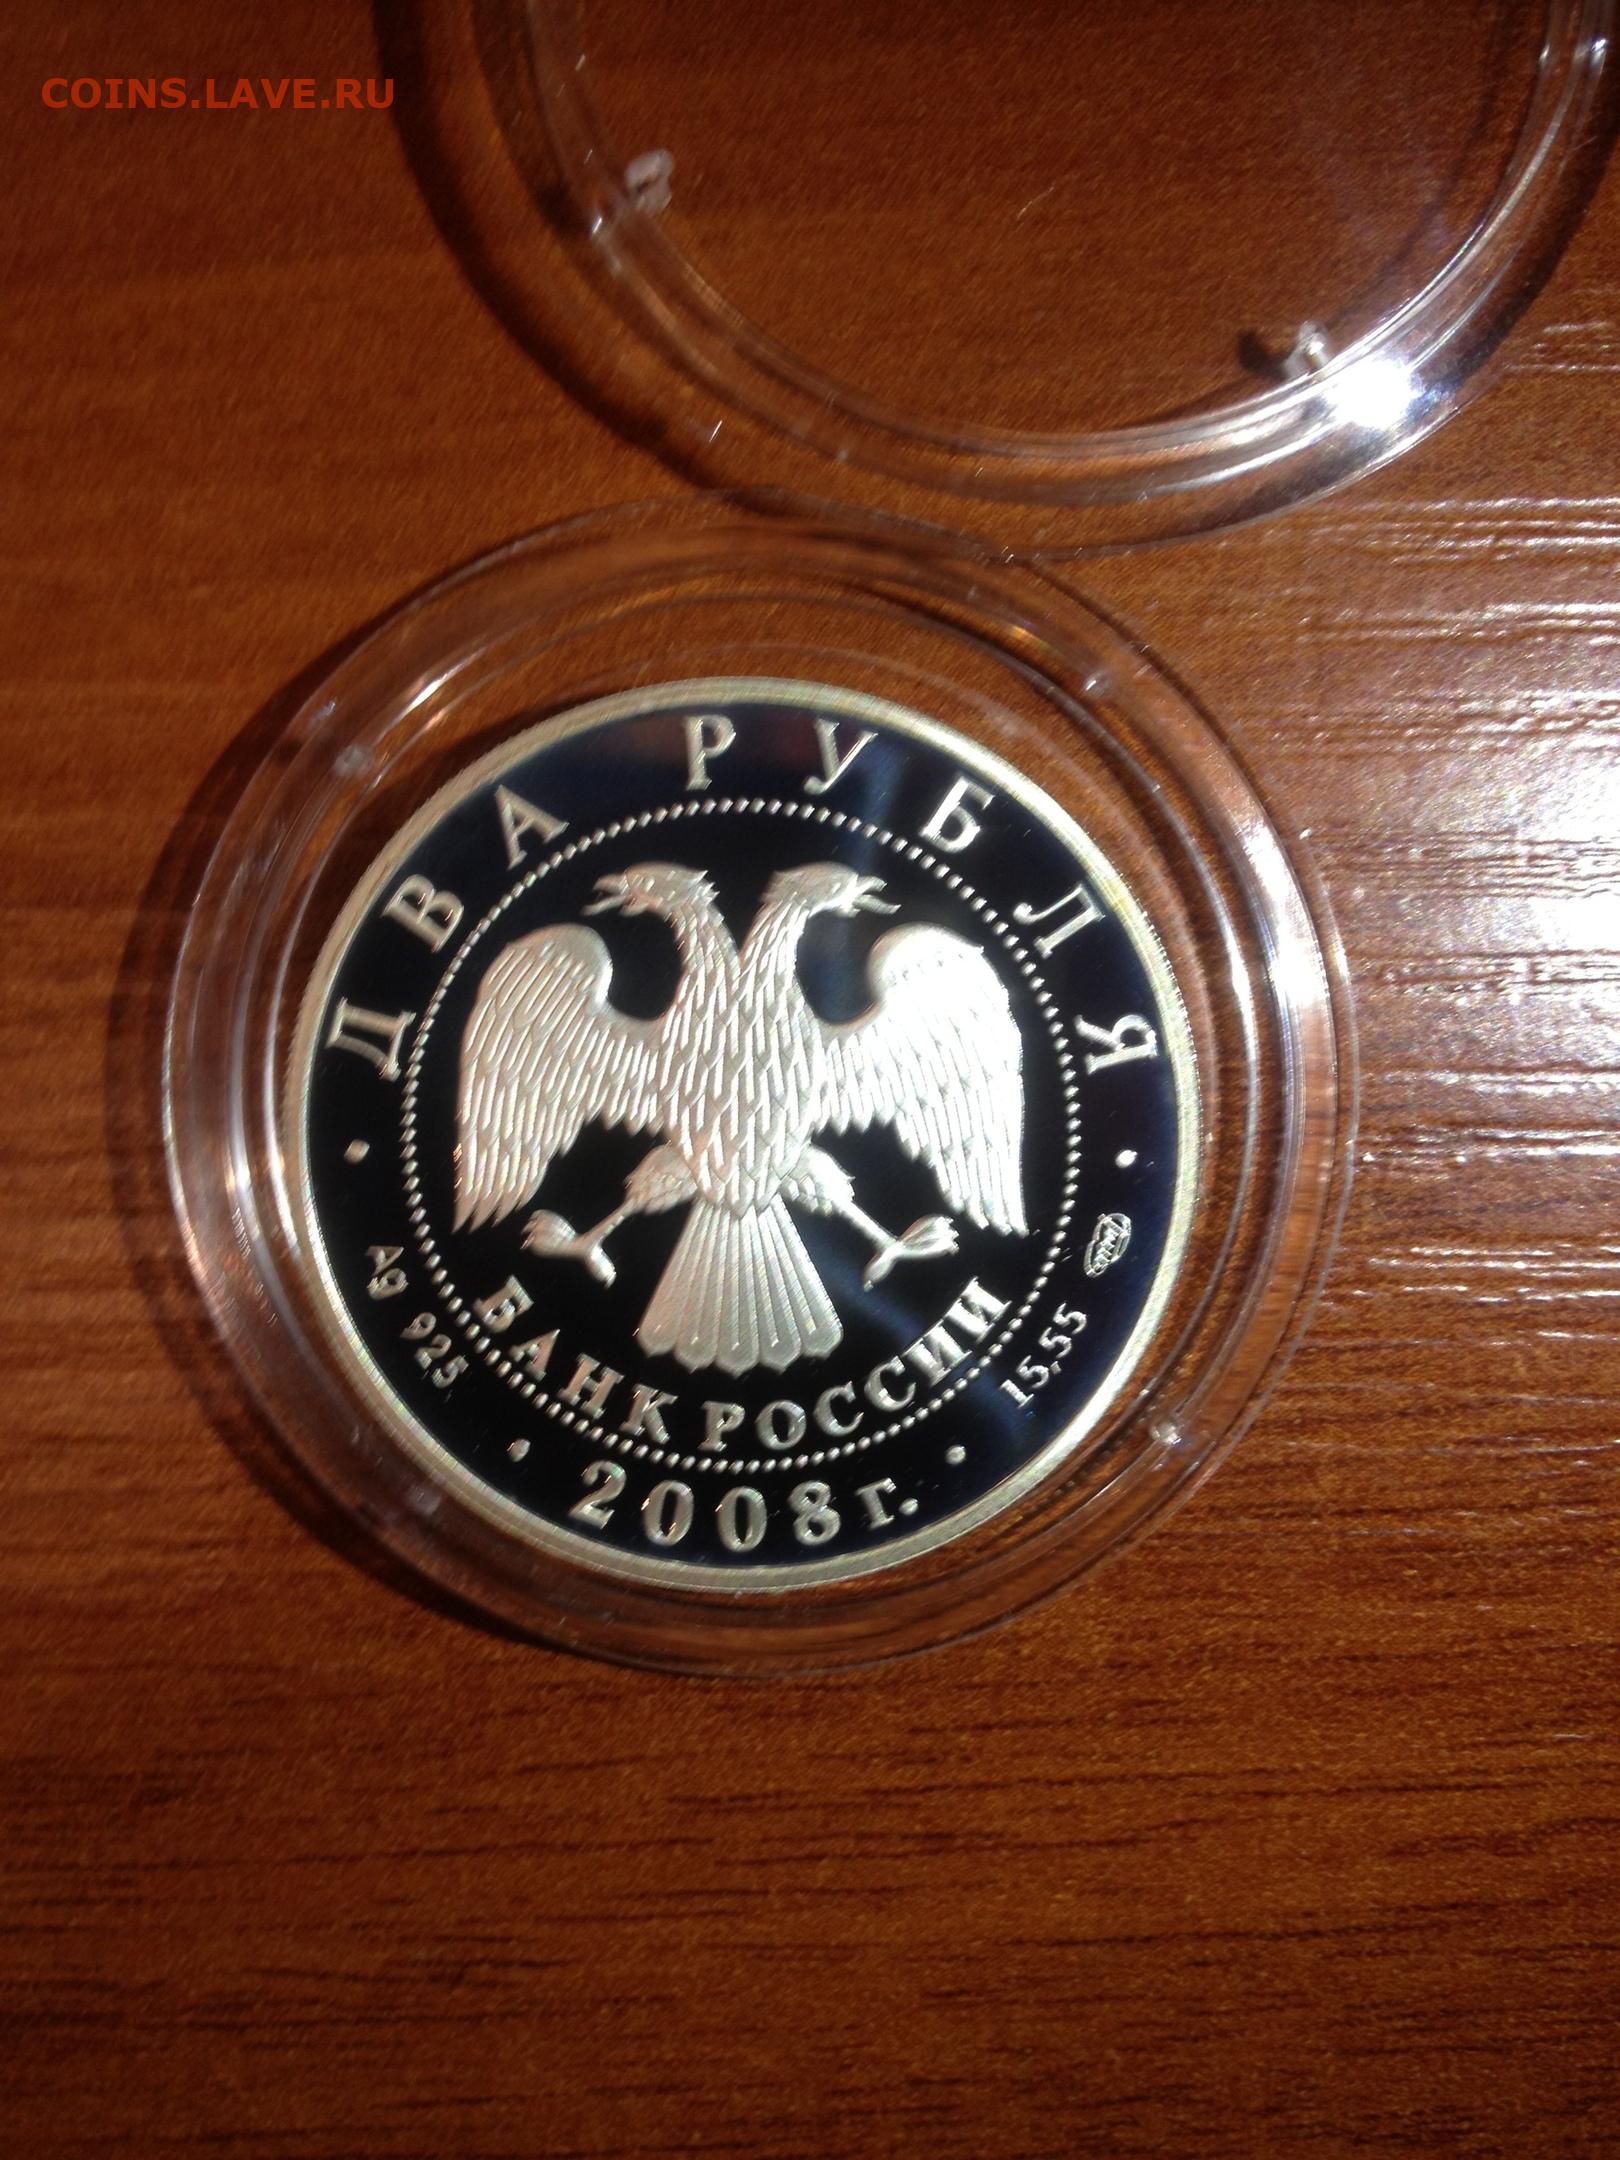 COINS.LAVE.RU
ДВА РУБЛЯ
БАНК РОССИИ
Ag 925
15,55
2008 г.